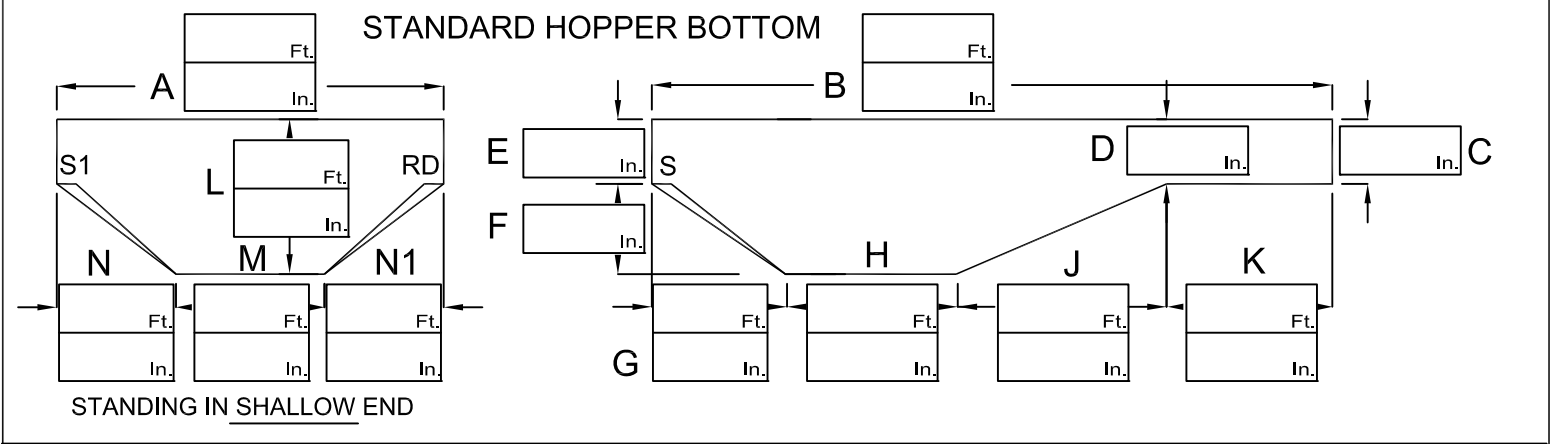 STANDARD HOPPER BOTTOM
A
Ft.
In.
B
Ft.
In.
S1
RD
L
Ft.
In.
E
In.
S
D
In.
In.
C
F
In.
N
M
N1
H
J
K
Ft.
In.
Ft.
In.
Ft.
In.
G
Ft.
In.
Ft.
In.
Ft.
In.
Ft.
In.
STANDING IN SHALLOW END